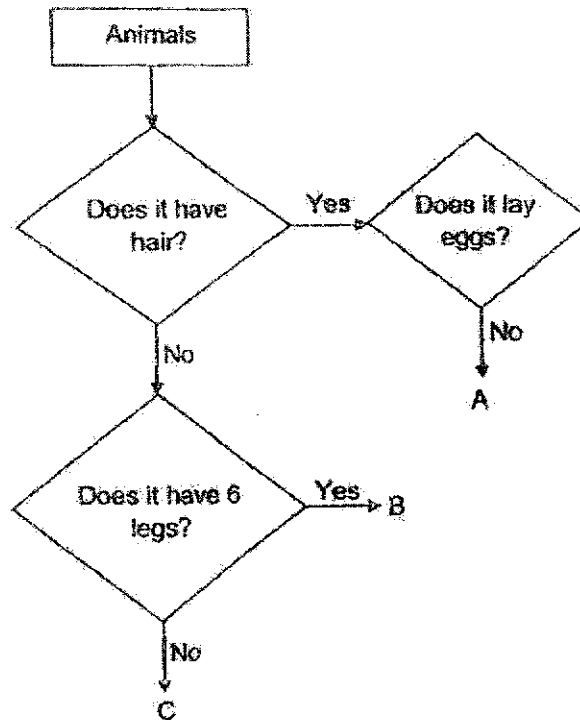 Animals
Does it have
hair?
Yes
Does it lay
eggs?
No
No
A
Does it have 6
legs?
Yes
B
No
C